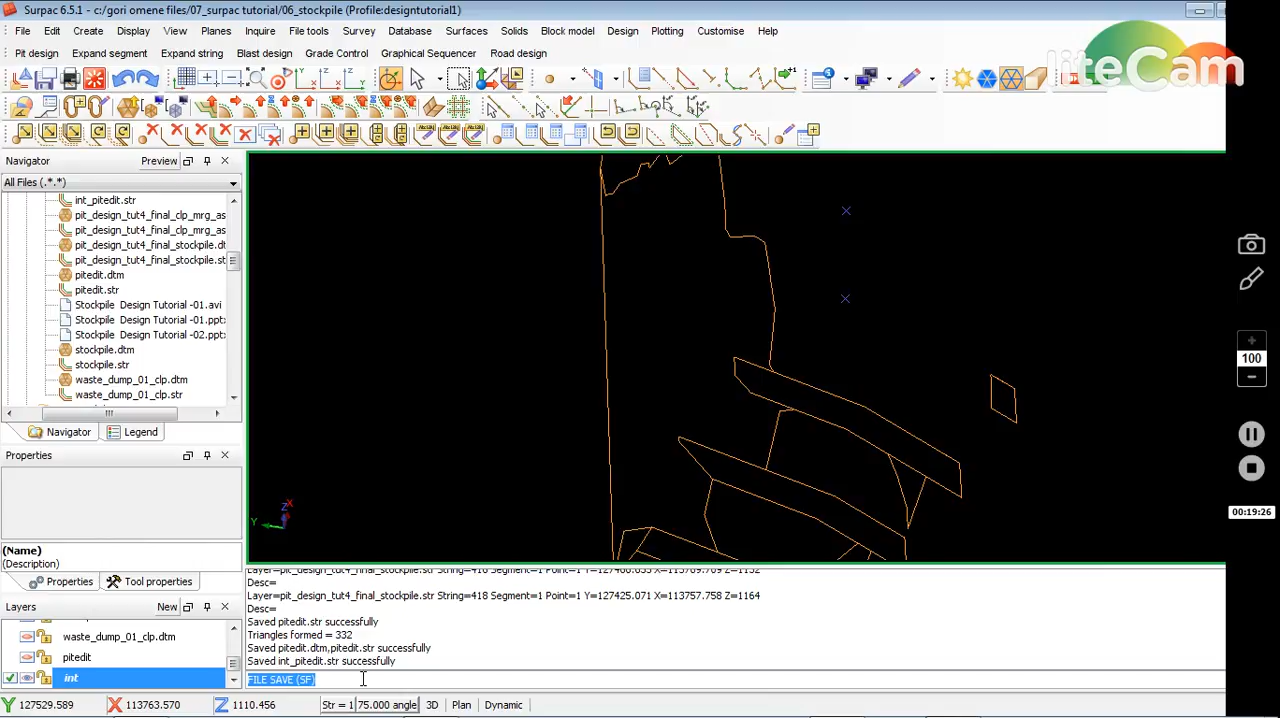 Surpac 6.5.1 - c:/gori omene files/07_surpac tutorial/06_stockpile (Profile:designtutorial1)
File Edit Create Display View Planes Inquire File tools Survey Database Surfaces Solids Block model Design Plotting Customise Help
Pit design Expand segment Expand string Blast design Grade Control Graphical Sequencer Road design
liteCam
Navigator Preview
All Files (*.*)
int_pitedit.str
pit_design_tut4_final_clp_mrg_as
pit_design_tut4_final_clp_mrg_as
pit_design_tut4_final_stockpile.dt
pit_design_tut4_final_stockpile.st
pitedit.dtm
pitedit.str
Stockpile Design Tutorial -01.avi
Stockpile Design Tutorial -01.pptx
Stockpile Design Tutorial -02.pptx
stockpile.dtm
stockpile.str
waste_dump_01_clp.dtm
waste_dump_01_clp.str
Navigator Legend
Properties
(Name)
(Description)
Properties Tool properties
Layers New
waste_dump_01_clp.dtm
pitedit
int
Z X
Y
Desc=
Layer=pit_design_tut4_final_stockpile.str String=418 Segment=1 Point=1 Y=127425.071 X=113757.758 Z=1164
Desc=
Saved pitedit.str successfully
Triangles formed = 332
Saved pitedit.dtm,pitedit.str successfully
Saved int_pitedit.str successfully
FILE SAVE (SF)
Y 127529.589 X 113763.570 Z 1110.456 Str = 1 75.000 angle 3D Plan Dynamic
100
00:19:26